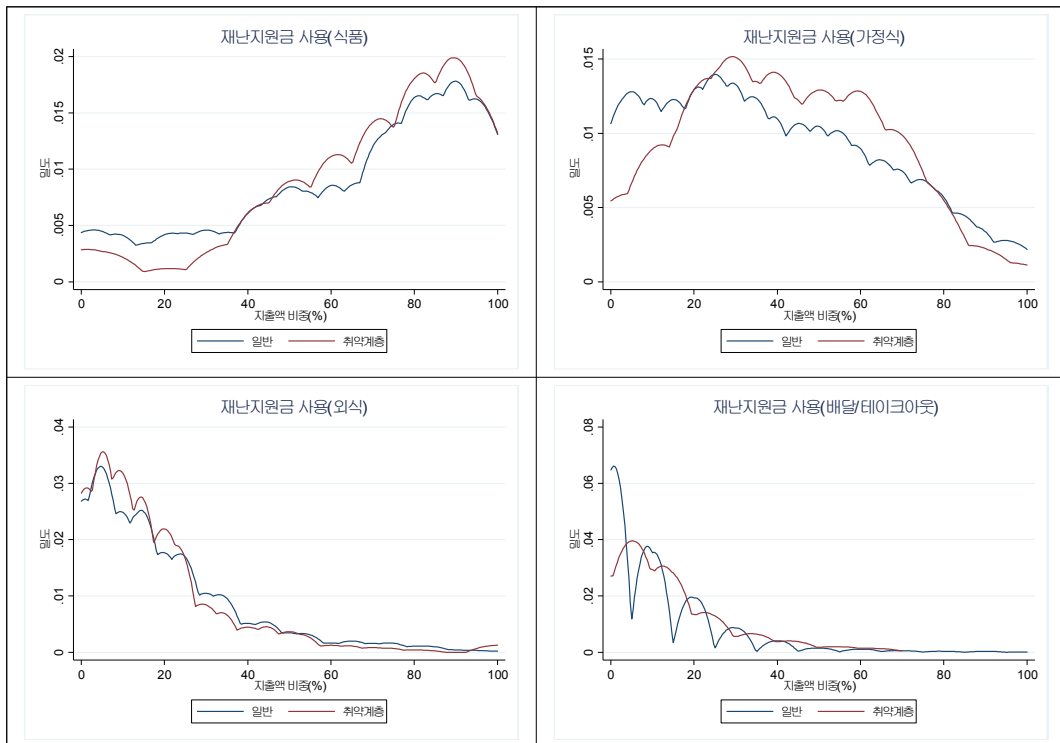 재난지원금 사용(식품)
밀도
.02
.015
.01
.005
0
0 20 40 60 80 100
지출액 비중(%)
일반 취약계층
재난지원금 사용(가정식)
밀도
.015
.01
.005
0
0 20 40 60 80 100
지출액 비중(%)
일반 취약계층
재난지원금 사용(외식)
밀도
.04
.03
.02
.01
0
0 20 40 60 80 100
지출액 비중(%)
일반 취약계층
재난지원금 사용(배달/테이크아웃)
밀도
.08
.06
.04
.02
0
0 20 40 60 80 100
지출액 비중(%)
일반 취약계층